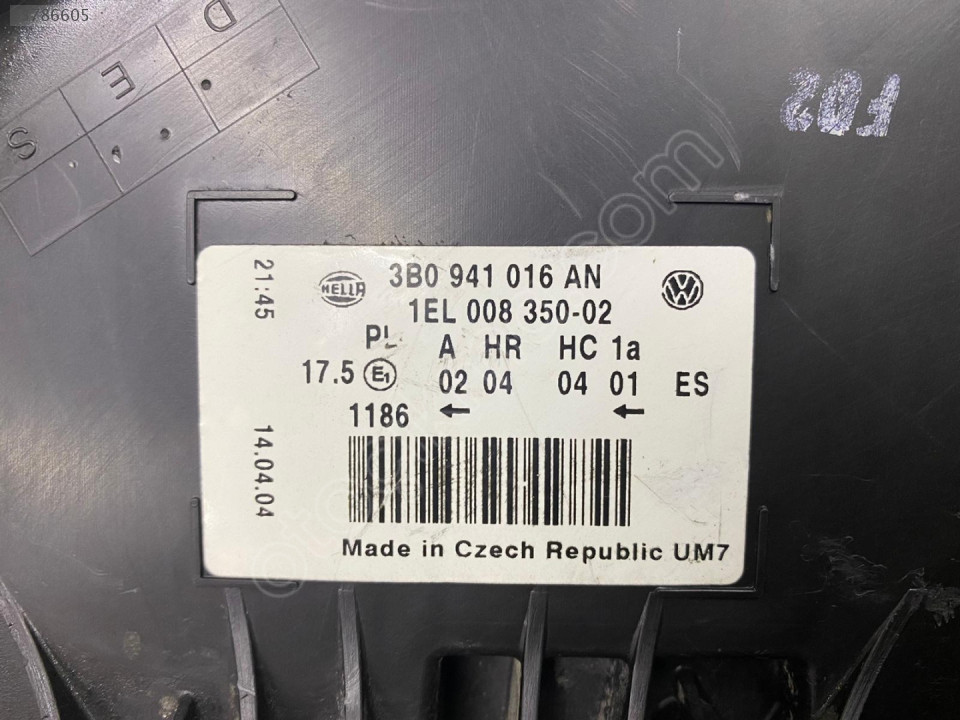 786605
D
E
S
F02
21:45
HELLA
3B0 941 016 AN
VW
1EL 008 350-02
PL A HR HC 1a
17.5 E1 02 04 04 01 ES
1186 ← ←
14.04.04
Made in Czech Republic UM7